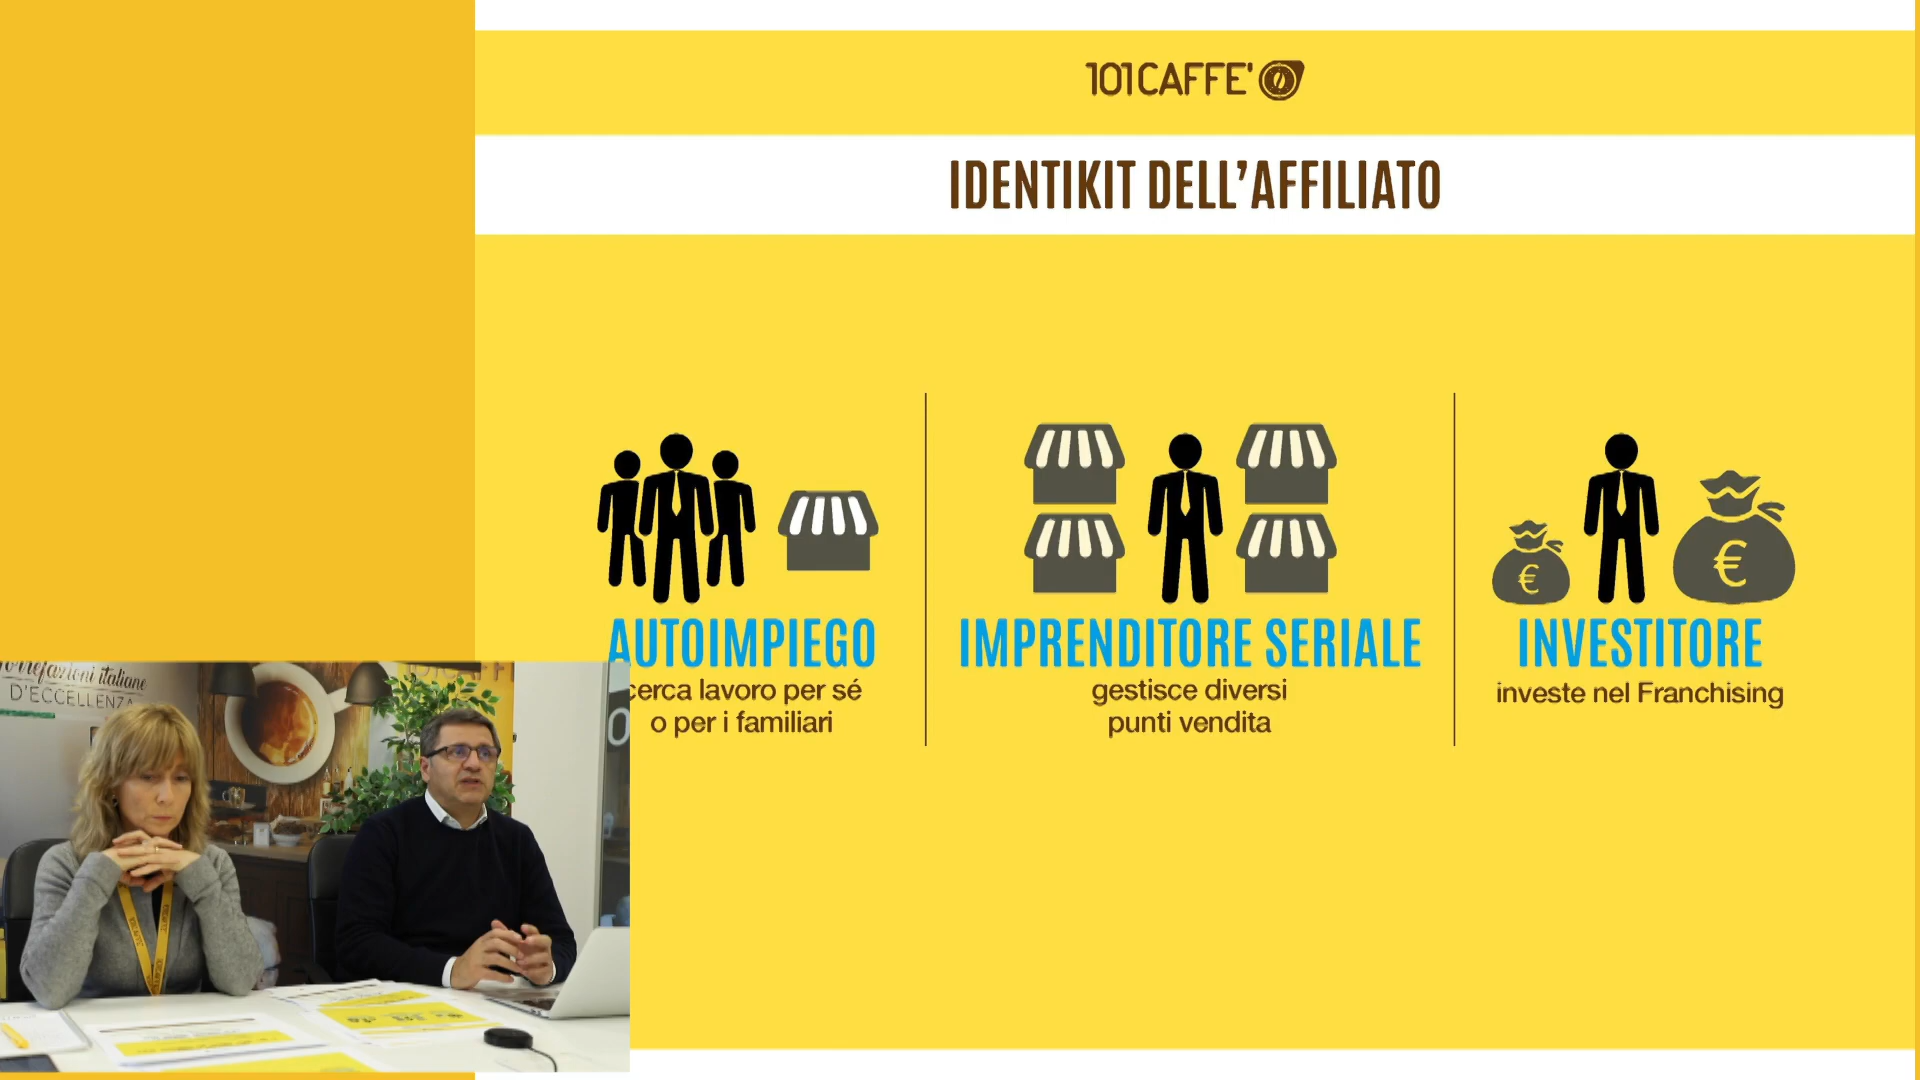 101CAFFE'
IDENTIKIT DELL'AFFILIATO
AUTOIMPIEGO
cerca lavoro per sé
o per i familiari
IMPRENDITORE SERIALE
gestisce diversi
punti vendita
€
€
INVESTITORE
investe nel Franchising
italiane
D'ECCELLENZA